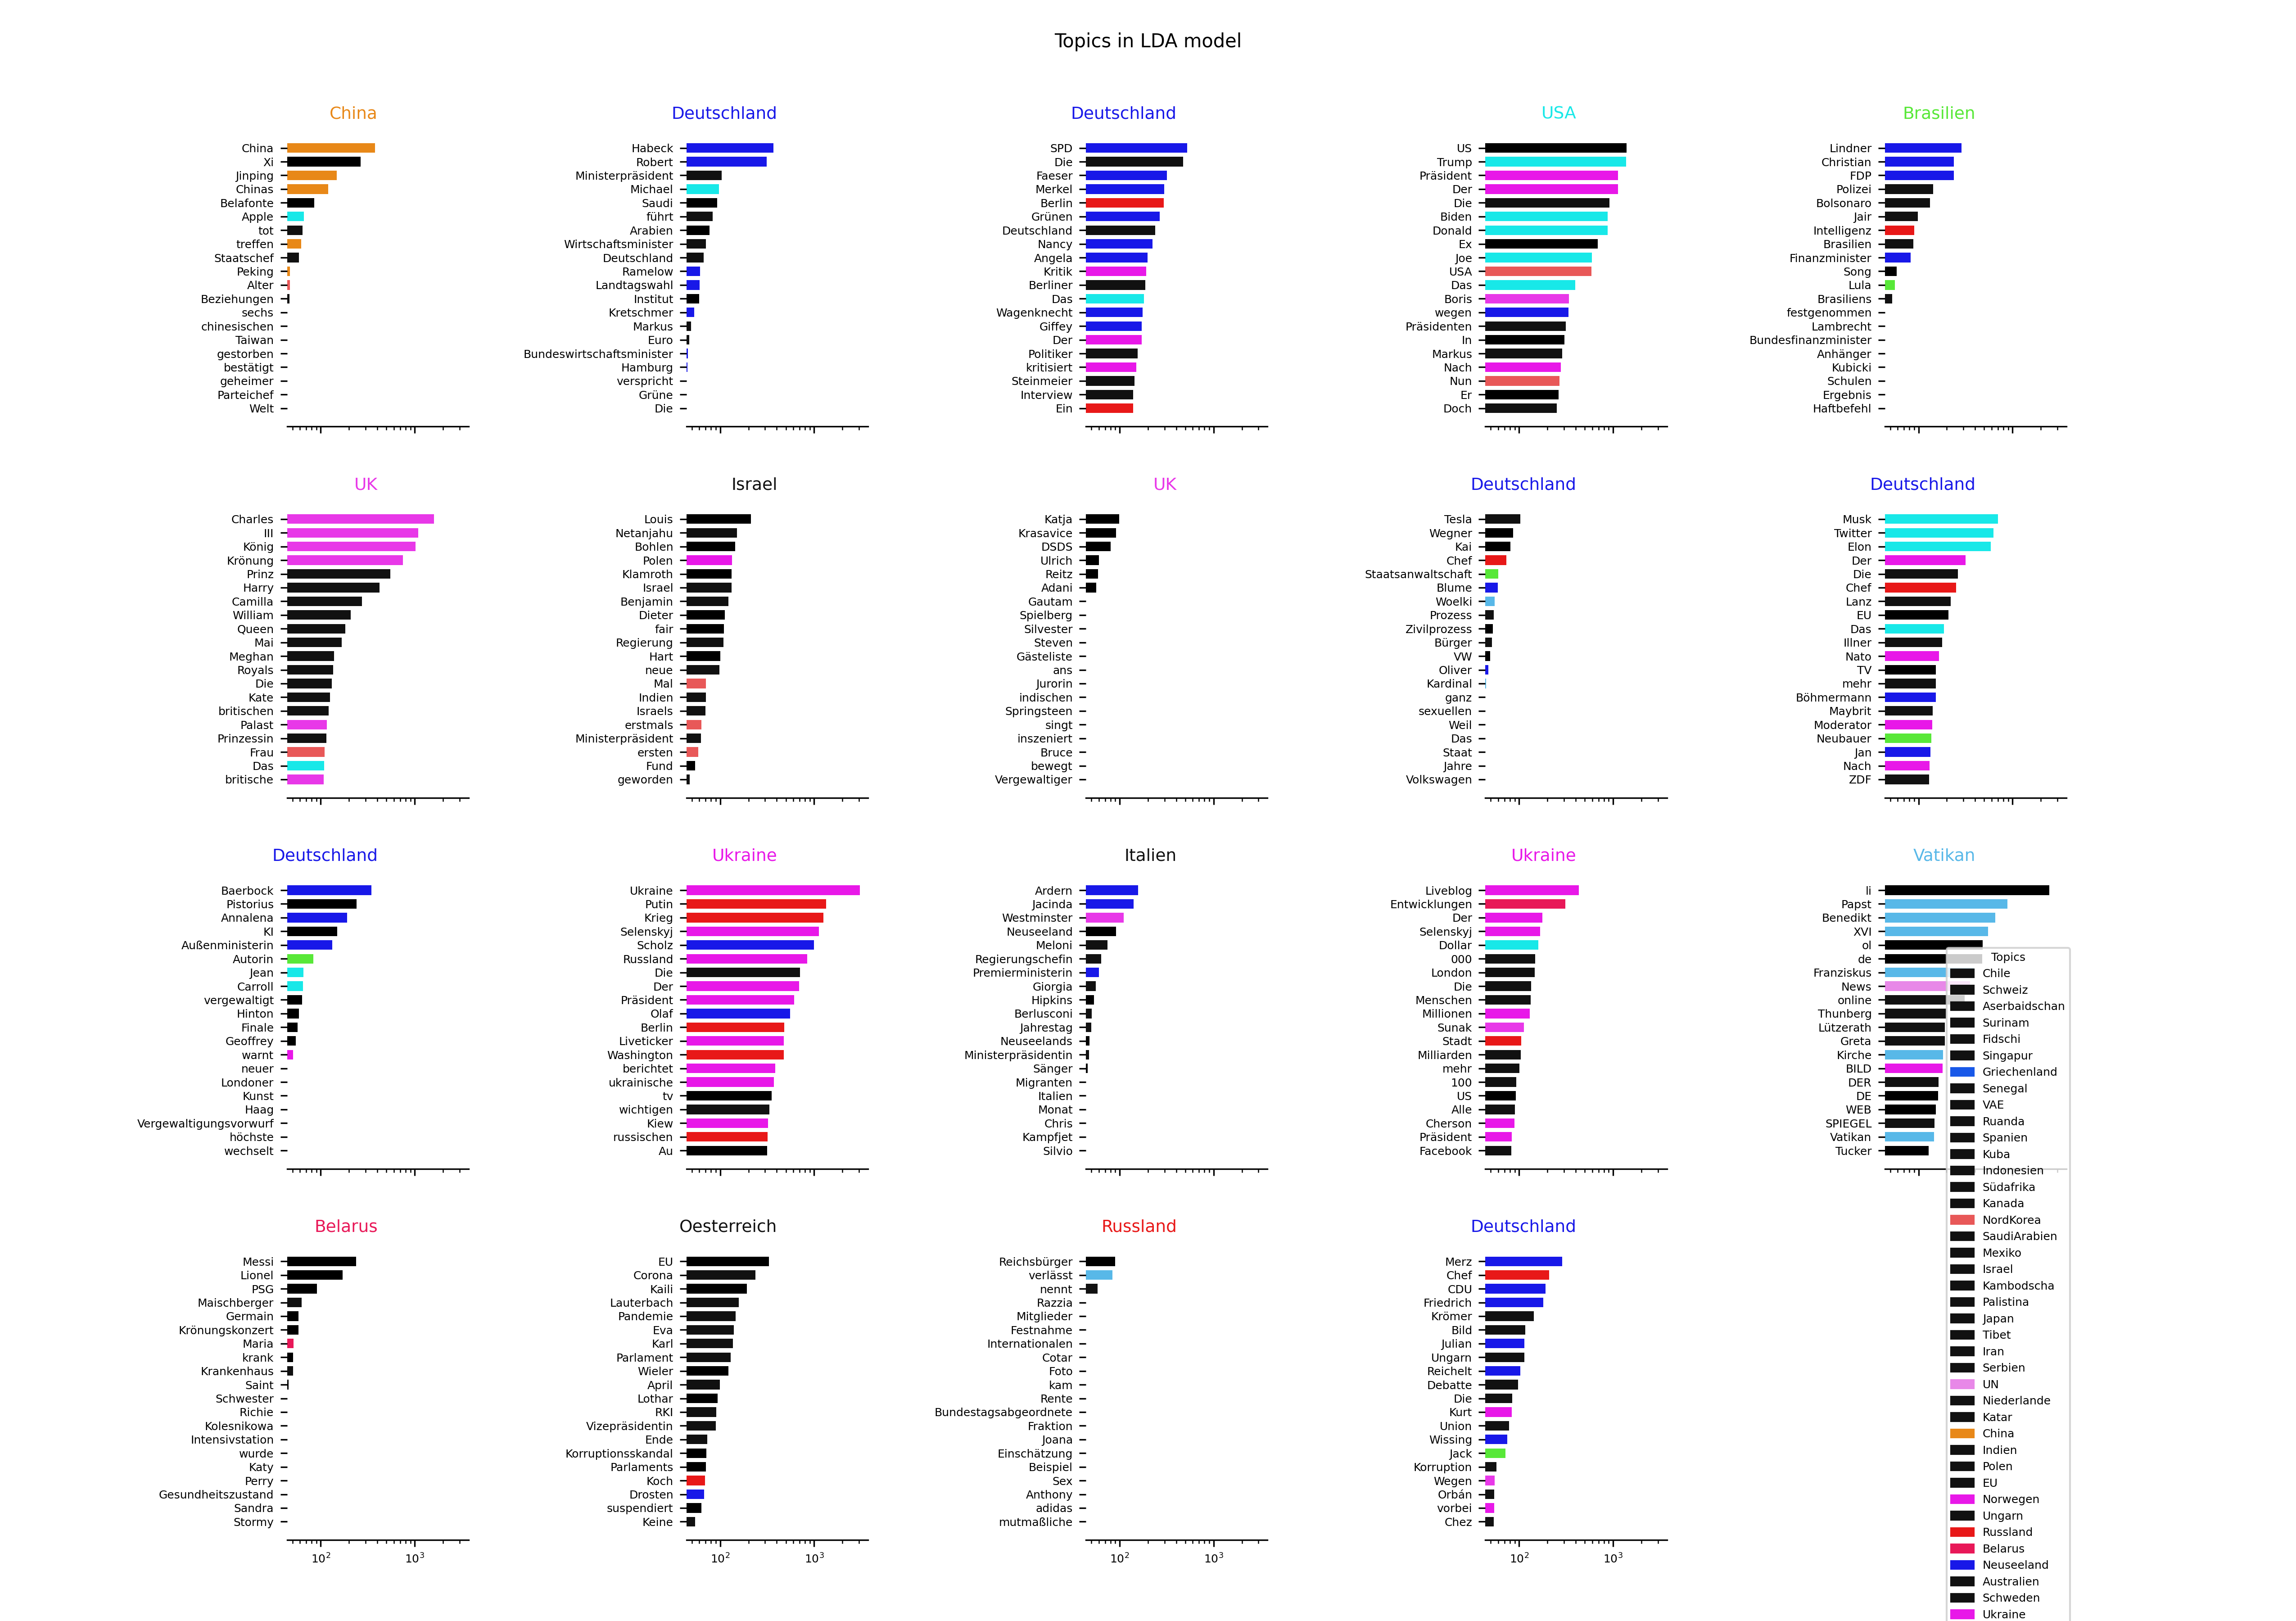 Topics in LDA model
China
China
Xi
Jinping
Chinas
Belafonte
Apple
tot
treffen
Staatschef
Peking
Alter
Beziehungen
sechs
chinesischen
Taiwan
gestorben
bestätigt
geheimer
Parteichef
Welt
Deutschland
Habeck
Robert
Ministerpräsident
Michael
Saudi
führt
Arabien
Wirtschaftsminister
Deutschland
Ramelow
Landtagswahl
Institut
Kretschmer
Markus
Euro
Bundeswirtschaftsminister
Hamburg
verspricht
Grüne
Die
Deutschland
SPD
Die
Faeser
Merkel
Berlin
Grünen
Deutschland
Nancy
Angela
Kritik
Berliner
Das
Wagenknecht
Giffey
Der
Politiker
kritisiert
Steinmeier
Interview
Ein
USA
US
Trump
Präsident
Der
Die
Biden
Donald
Ex
Joe
USA
Das
Boris
wegen
Präsidenten
In
Markus
Nach
Nun
Er
Doch
Brasilien
Lindner
Christian
FDP
Polizei
Bolsonaro
Jair
Intelligenz
Brasilien
Finanzminister
Song
Lula
Brasiliens
festgenommen
Lambrecht
Bundesfinanzminister
Anhänger
Kubicki
Schulen
Ergebnis
Haftbefehl
UK
Charles
III
König
Krönung
Prinz
Harry
Camilla
William
Queen
Mai
Meghan
Royals
Die
Kate
britischen
Palast
Prinzessin
Frau
Das
britische
Israel
Louis
Netanjahu
Bohlen
Polen
Klamroth
Israel
Benjamin
Dieter
fair
Regierung
Hart
neue
Mal
Indien
Israels
erstmals
Ministerpräsident
ersten
Fund
geworden
UK
Katja
Krasavice
DSDS
Ulrich
Reitz
Adani
Gautam
Spielberg
Silvester
Steven
Gästeliste
ans
Jurorin
indischen
Springsteen
singt
inszeniert
Bruce
bewegt
Vergewaltiger
Deutschland
Tesla
Wegner
Kai
Chef
Staatsanwaltschaft
Blume
Woelki
Prozess
Zivilprozess
Bürger
VW
Oliver
Kardinal
ganz
sexuellen
Weil
Das
Staat
Jahre
Volkswagen
Deutschland
Musk
Twitter
Elon
Der
Die
Chef
Lanz
EU
Das
Illner
Nato
TV
mehr
Böhmermann
Maybrit
Moderator
Neubauer
Jan
Nach
ZDF
Deutschland
Baerbock
Pistorius
Annalena
KI
Außenministerin
Autorin
Jean
Carroll
vergewaltigt
Hinton
Finale
Geoffrey
warnt
neuer
Londoner
Kunst
Haag
Vergewaltigungsvorwurf
höchste
wechselt
Ukraine
Ukraine
Putin
Krieg
Selenskyj
Scholz
Russland
Die
Der
Präsident
Olaf
Berlin
Liveticker
Washington
berichtet
ukrainische
tv
wichtigen
Kiew
russischen
Au
Italien
Ardern
Jacinda
Westminster
Neuseeland
Meloni
Regierungschefin
Premierministerin
Giorgia
Hipkins
Berlusconi
Jahrestag
Neuseelands
Ministerpräsidentin
Sänger
Migranten
Italien
Monat
Chris
Kampfjet
Silvio
Ukraine
Liveblog
Entwicklungen
Der
Selenskyj
Dollar
000
London
Die
Menschen
Millionen
Sunak
Stadt
Milliarden
mehr
100
US
Alle
Cherson
Präsident
Facebook
Vatikan
li
Papst
Benedikt
XVI
ol
de
Franziskus
News
online
Thunberg
Lützerath
Greta
Kirche
BILD
DER
DE
WEB
SPIEGEL
Vatikan
Tucker
Belarus
Messi
Lionel
PSG
Maischberger
Germain
Krönungskonzert
Maria
krank
Krankenhaus
Saint
Schwester
Richie
Kolesnikowa
Intensivstation
wurde
Katy
Perry
Gesundheitszustand
Sandra
Stormy
10² 10³
Oesterreich
EU
Corona
Kaili
Lauterbach
Pandemie
Eva
Karl
Parlament
Wieler
April
Lothar
RKI
Vizepräsidentin
Ende
Korruptionsskandal
Parlaments
Koch
Drosten
suspendiert
Keine
10² 10³
Russland
Reichsbürger
verlässt
nennt
Razzia
Mitglieder
Festnahme
Internationalen
Cotar
Foto
kam
Rente
Bundestagsabgeordnete
Fraktion
Joana
Einschätzung
Beispiel
Sex
Anthony
adidas
mutmaßliche
10² 10³
Deutschland
Merz
Chef
CDU
Friedrich
Krömer
Bild
Julian
Ungarn
Reichelt
Debatte
Die
Kurt
Union
Wissing
Jack
Korruption
Wegen
Orbán
vorbei
Chez
10² 10³
Topics
Chile
Schweiz
Aserbaidschan
Surinam
Fidschi
Singapur
Griechenland
Senegal
VAE
Ruanda
Spanien
Kuba
Indonesien
Südafrika
Kanada
NordKorea
SaudiArabien
Mexiko
Israel
Kambodscha
Palistina
Japan
Tibet
Iran
Serbien
UN
Niederlande
Katar
China
Indien
Polen
EU
Norwegen
Ungarn
Russland
Belarus
Neuseeland
Australien
Schweden
Ukraine